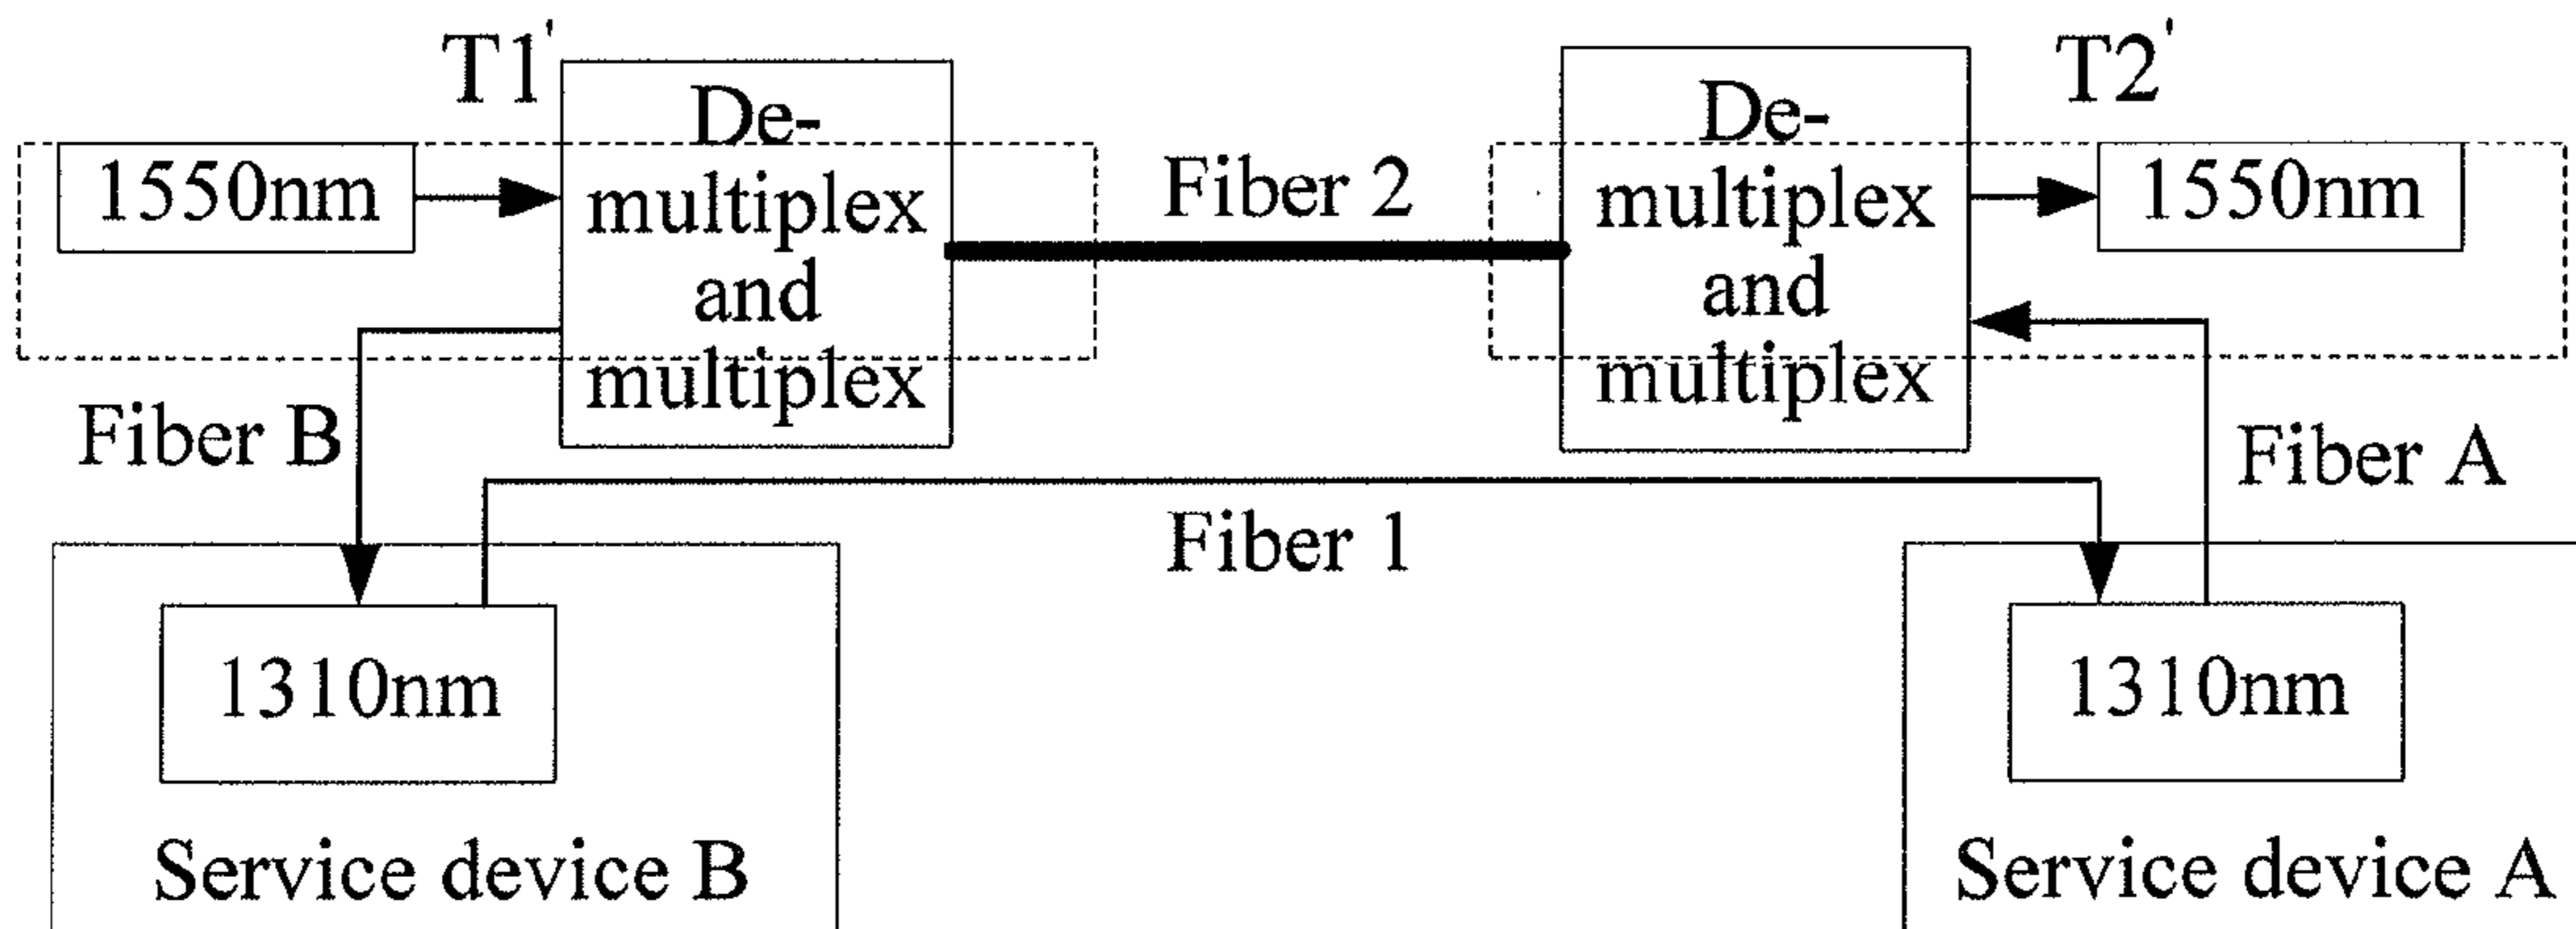 T1'
T2'
1550nm
De-
multiplex
and
multiplex
Fiber 2
De-
multiplex
and
multiplex
1550nm
Fiber B
Fiber A
Fiber 1
1310nm
1310nm
Service device B
Service device A